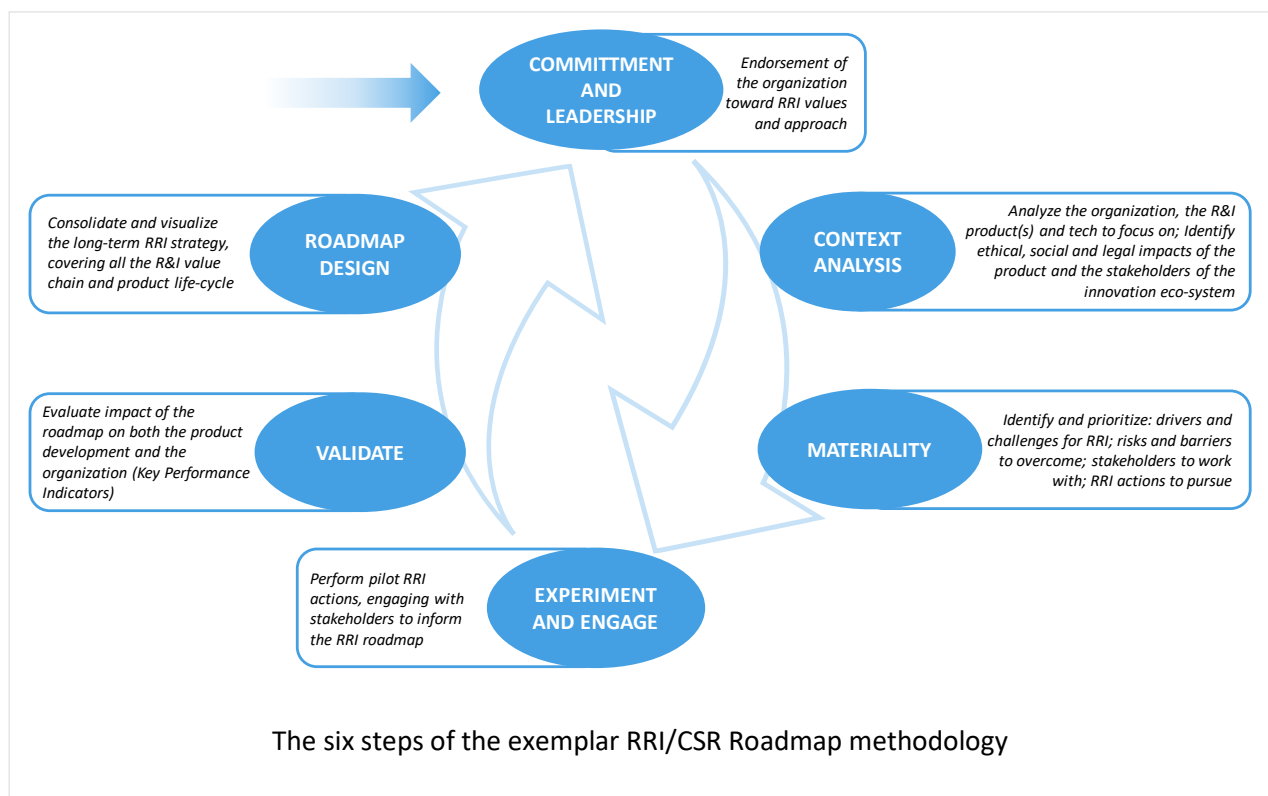 COMMITTMENT
AND
LEADERSHIP
Endorsement of
the organization
toward RRI values
and approach
CONTEXT
ANALYSIS
Analyze the organization, the R&I
product(s) and tech to focus on; Identify
ethical, social and legal impacts of the
product and the stakeholders of the
innovation eco-system
MATERIALITY
Identify and prioritize: drivers and
challenges for RRI; risks and barriers
to overcome; stakeholders to work
with; RRI actions to pursue
EXPERIMENT
AND ENGAGE
Perform pilot RRI
actions, engaging with
stakeholders to inform
the RRI roadmap
VALIDATE
Evaluate impact of the
roadmap on both the product
development and the
organization (Key Performance
Indicators)
ROADMAP
DESIGN
Consolidate and visualize
the long-term RRI strategy,
covering all the R&I value
chain and product life-cycle
The six steps of the exemplar RRI/CSR Roadmap methodology